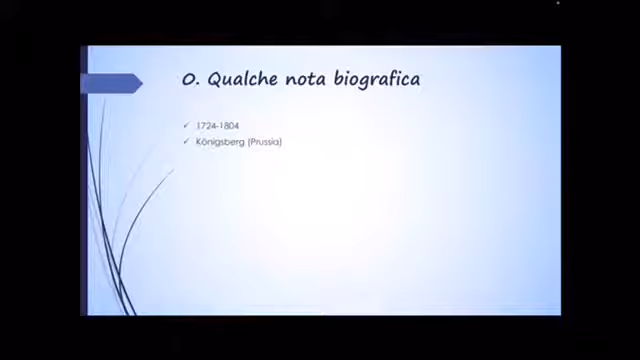 0. Qualche nota biografica
✓ 1724-1804
✓ Königsberg (Prussia)